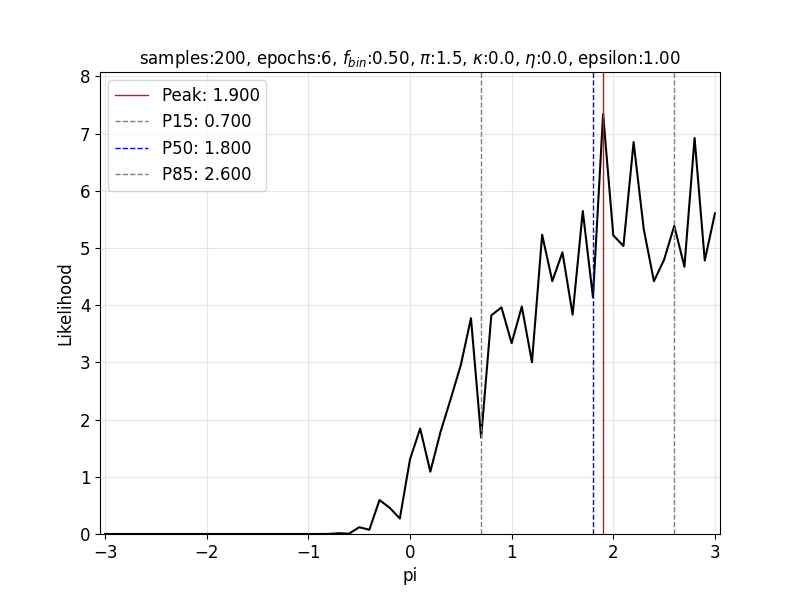 samples:200, epochs:6, f_bin:0.50, π:1.5, κ:0.0, η:0.0, epsilon:1.00
8
7
6
5
4
3
2
1
0
Likelihood
Peak: 1.900
P15: 0.700
P50: 1.800
P85: 2.600
−3 −2 −1 0 1 2 3
pi